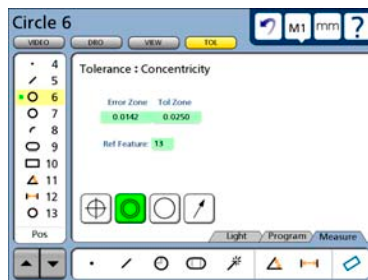 Circle 6
M1 mm ?
VIDEO DRO VIEW TOL
4
5
6
7
8
9
10
11
12
13
Pos
Tolerance : Concentricity
Error Zone Tol Zone
0.0142 0.0250
Ref Feature 13
Light Program Measure